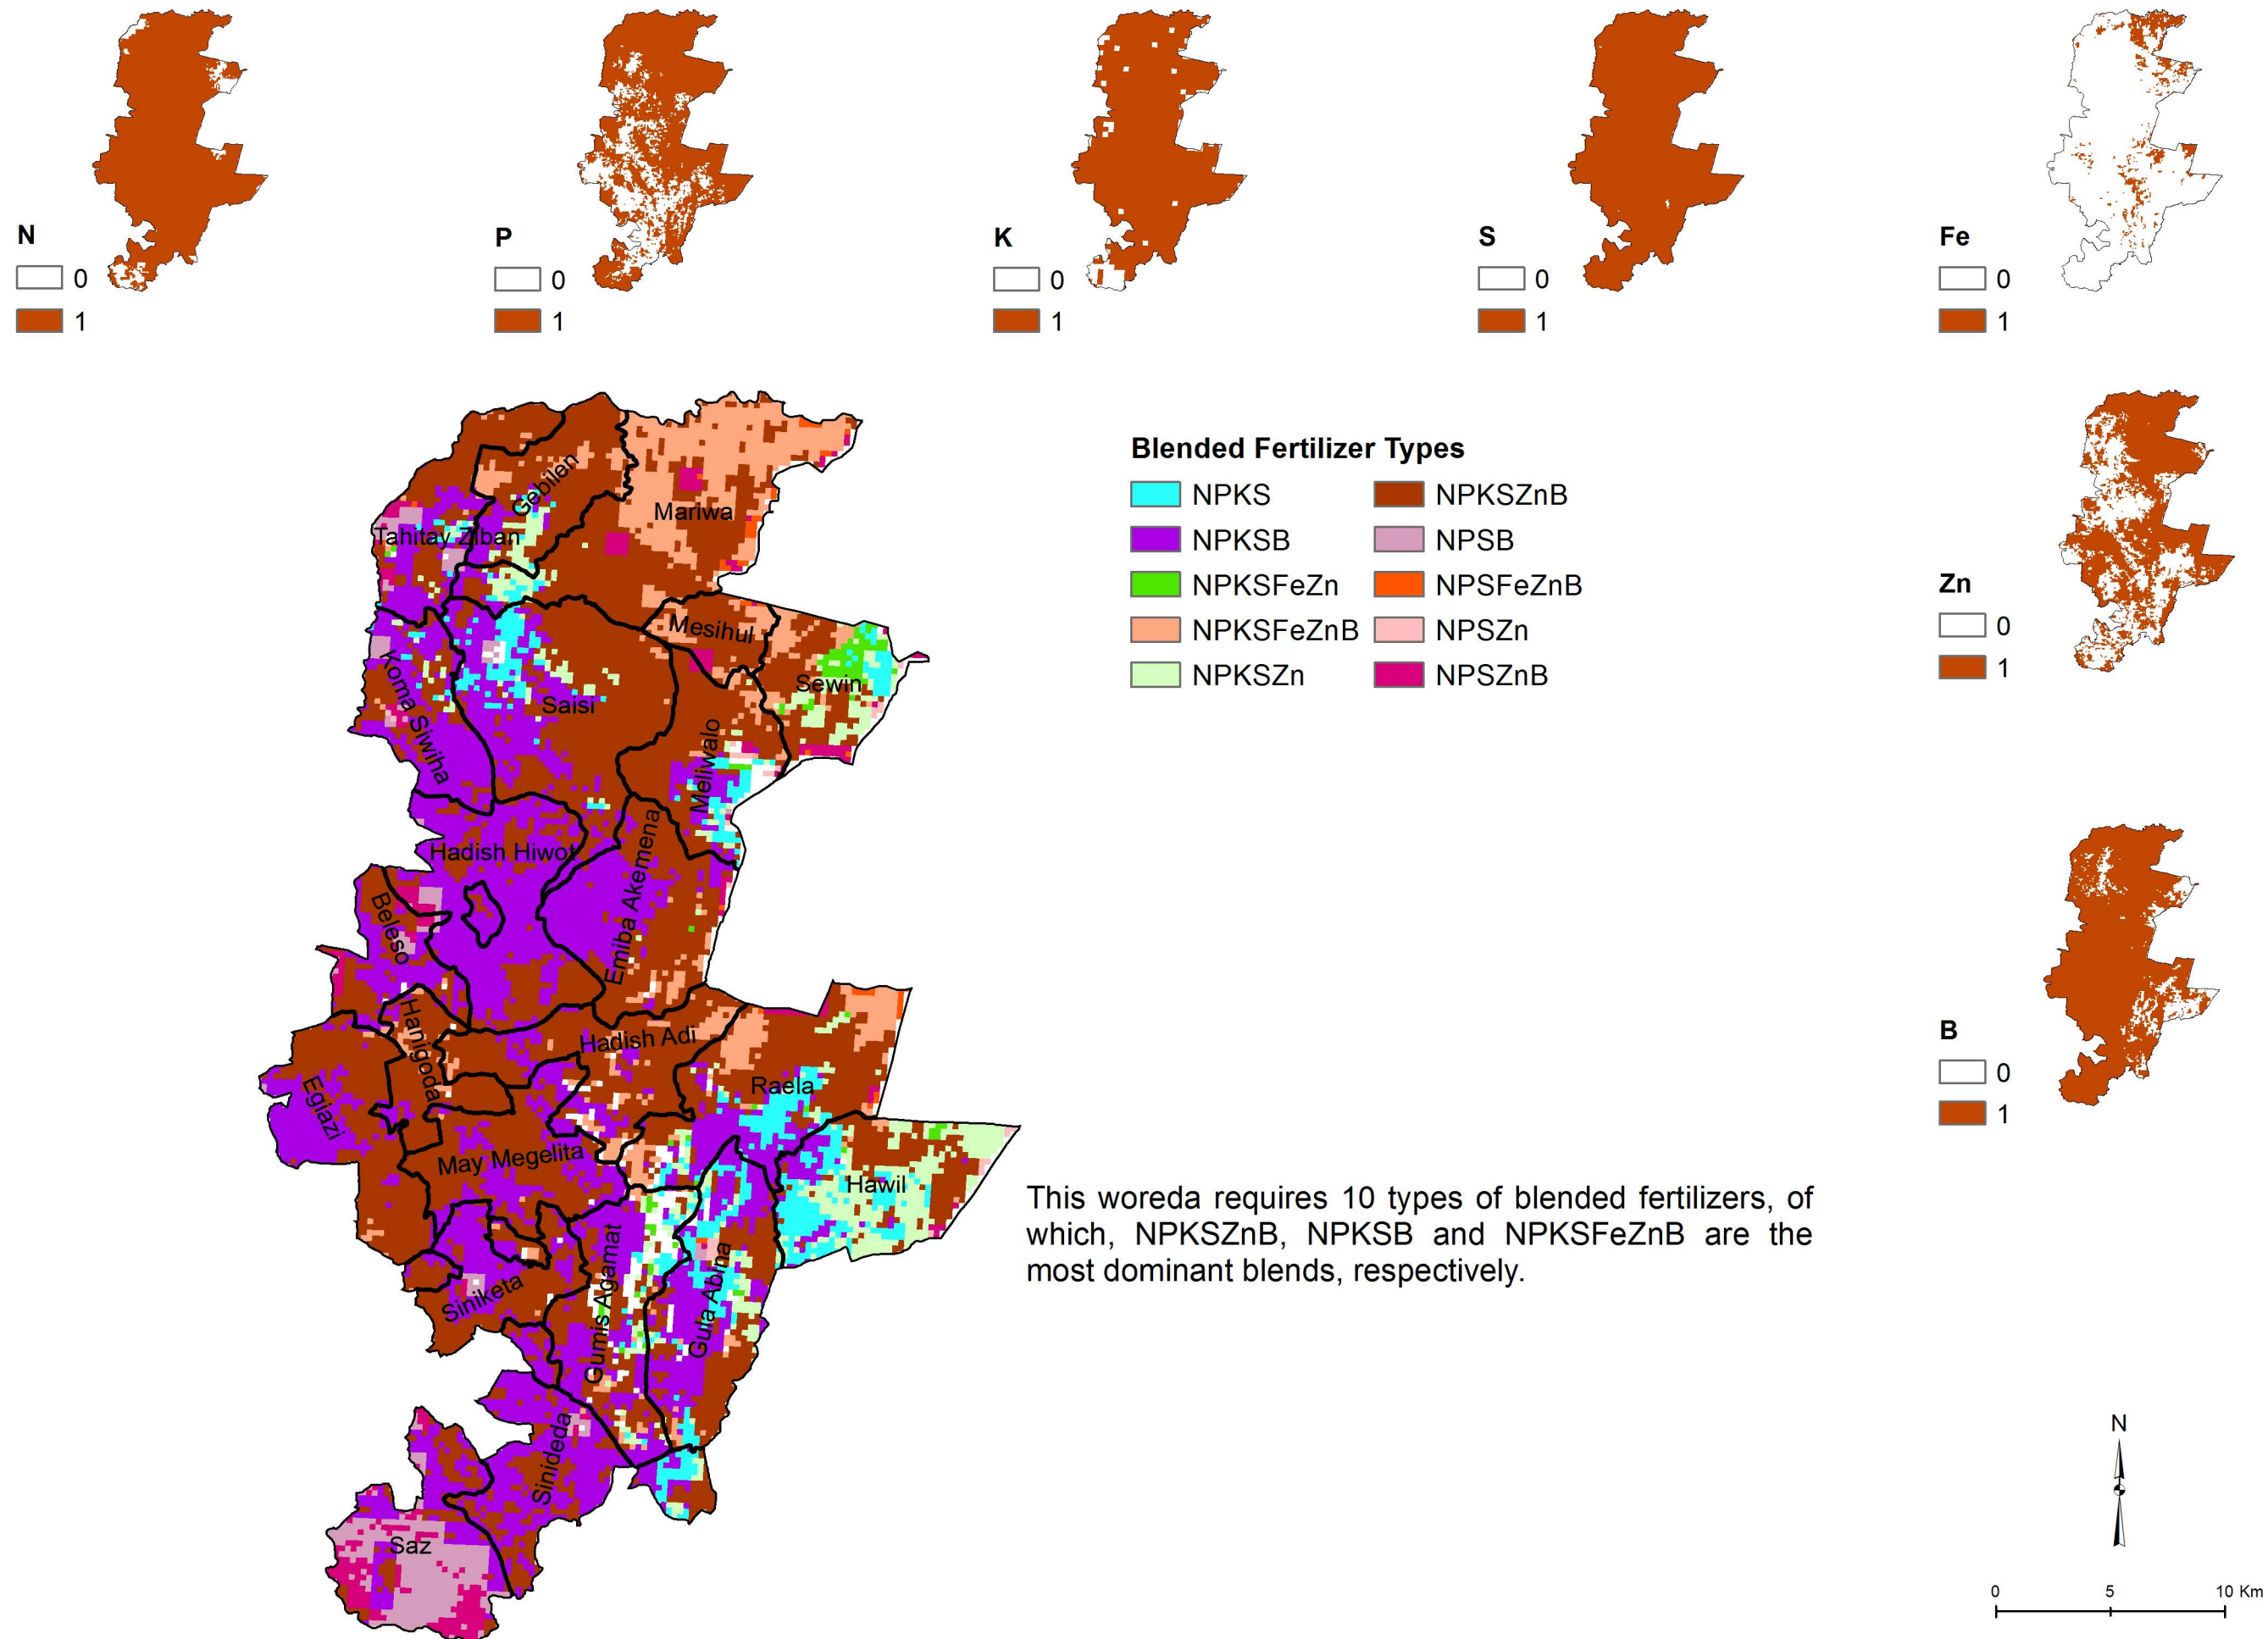 N
0
1
P
0
1
K
0
1
S
0
1
Fe
0
1
Zn
0
1
B
0
1
Blended Fertilizer Types
NPKS
NPKSB
NPKSFeZn
NPKSFeZnB
NPKSZn
NPKSZnB
NPSB
NPSFeZnB
NPSZn
NPSZnB
Gebilen
Mariwa
Tahitay Ziban
Mesihul
Sewin
Koma Siwiha
Saisi
Meliwalo
Hadish Hiwot
Emiba Akemena
Beleso
Hanigoda
Hadish Adi
Raela
Egiazi
May Megelita
Hawil
Siniketa
Gumis Agamat
Gula Abina
Sinideda
Saz
This woreda requires 10 types of blended fertilizers, of
which, NPKSZnB, NPKSB and NPKSFeZnB are the
most dominant blends, respectively.
N
0 5 10 Km